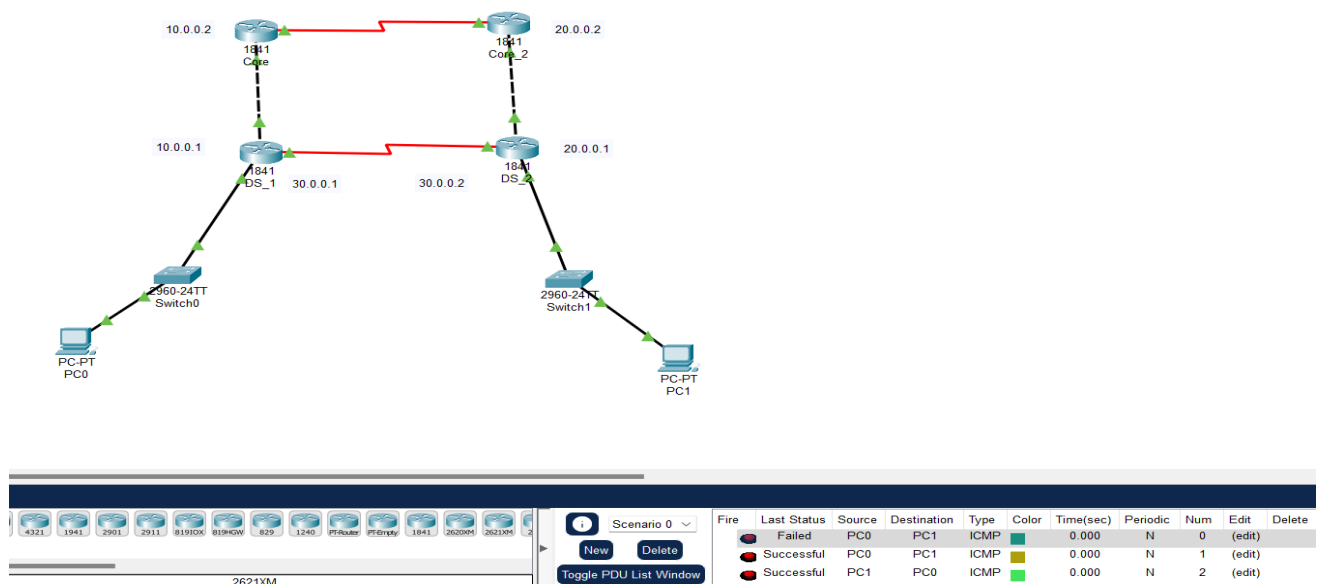 10.0.0.2
20.0.0.2
1841
Core
1841
Core_2
10.0.0.1
20.0.0.1
1841
DS_1
30.0.0.1
30.0.0.2
1841
DS_2
2960-24TT
Switch0
2960-24TT
Switch1
PC-PT
PC0
PC-PT
PC1
4321 1941 2901 2911 819IOX 819HGW 829 1240 PT-Router PT-Empty 1841 2620XM 2621XM 2
2621XM
Scenario 0
New Delete
Toggle PDU List Window
Fire Last Status Source Destination Type Color Time(sec) Periodic Num Edit Delete
Failed PC0 PC1 ICMP 0.000 N 0 (edit)
Successful PC0 PC1 ICMP 0.000 N 1 (edit)
Successful PC1 PC0 ICMP 0.000 N 2 (edit)